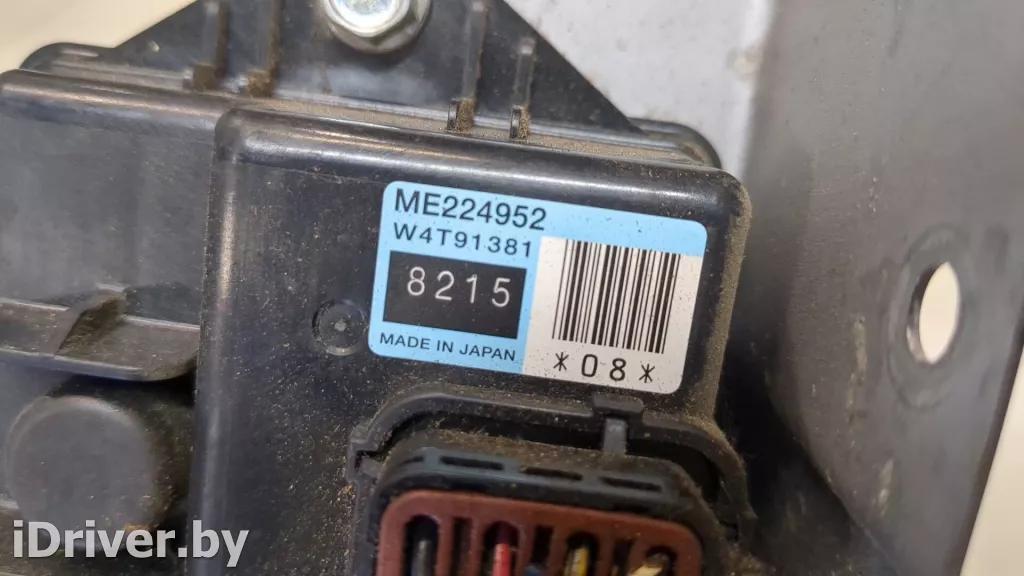 ME224952
W4T91381
8215
MADE IN JAPAN
*08*
iDriver.by